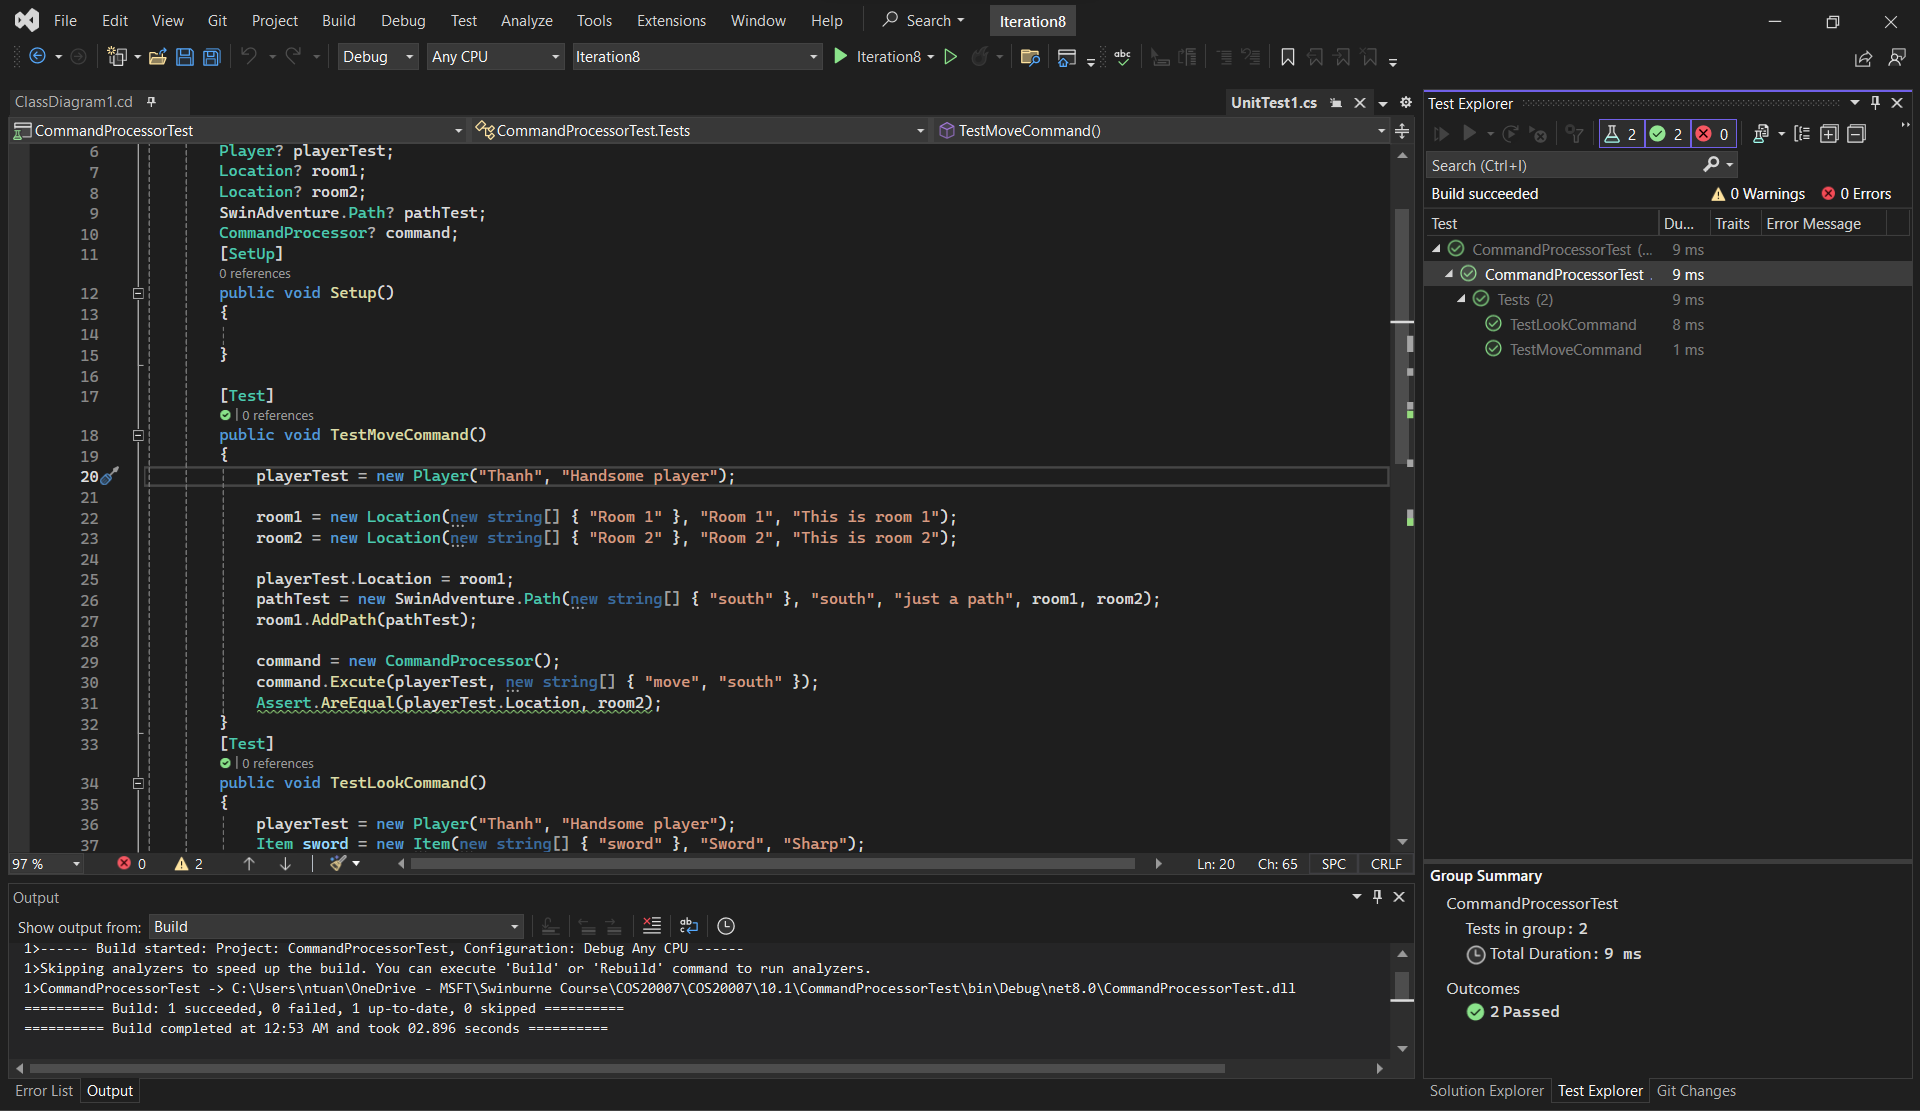 File Edit View Git Project Build Debug Test Analyze Tools Extensions Window Help Search Iteration8
Debug Any CPU Iteration8 Iteration8
ClassDiagram1.cd UnitTest1.cs
CommandProcessorTest CommandProcessorTest.Tests TestMoveCommand()
6 Player? playerTest;
7 Location? room1;
8 Location? room2;
9 SwinAdventure.Path? pathTest;
10 CommandProcessor? command;
11 [SetUp]
0 references
12 public void Setup()
13 {
14
15 }
16
17 [Test]
0 references
18 public void TestMoveCommand()
19 {
20 playerTest = new Player("Thanh", "Handsome player");
21
22 room1 = new Location(new string[] { "Room 1" }, "Room 1", "This is room 1");
23 room2 = new Location(new string[] { "Room 2" }, "Room 2", "This is room 2");
24
25 playerTest.Location = room1;
26 pathTest = new SwinAdventure.Path(new string[] { "south" }, "south", "just a path", room1, room2);
27 room1.AddPath(pathTest);
28
29 command = new CommandProcessor();
30 command.Excute(playerTest, new string[] { "move", "south" });
31 Assert.AreEqual(playerTest.Location, room2);
32 }
33 [Test]
0 references
34 public void TestLookCommand()
35 {
36 playerTest = new Player("Thanh", "Handsome player");
37 Item sword = new Item(new string[] { "sword" }, "Sword", "Sharp");
97 % 0 2 Ln: 20 Ch: 65 SPC CRLF
Output
Show output from: Build
1>------ Build started: Project: CommandProcessorTest, Configuration: Debug Any CPU ------
1>Skipping analyzers to speed up the build. You can execute 'Build' or 'Rebuild' command to run analyzers.
1>CommandProcessorTest -> C:\Users\ntuan\OneDrive - MSFT\Swinburne Course\COS20007\COS20007\10.1\CommandProcessorTest\bin\Debug\net8.0\CommandProcessorTest.dll
========== Build: 1 succeeded, 0 failed, 1 up-to-date, 0 skipped ==========
========== Build completed at 12:53 AM and took 02.896 seconds ==========
Error List Output
Test Explorer
2 2 0
Search (Ctrl+I)
Build succeeded 0 Warnings 0 Errors
Test Du... Traits Error Message
CommandProcessorTest (... 9 ms
CommandProcessorTest . 9 ms
Tests (2) 9 ms
TestLookCommand 8 ms
TestMoveCommand 1 ms
Group Summary
CommandProcessorTest
Tests in group: 2
Total Duration: 9 ms
Outcomes
2 Passed
Solution Explorer Test Explorer Git Changes